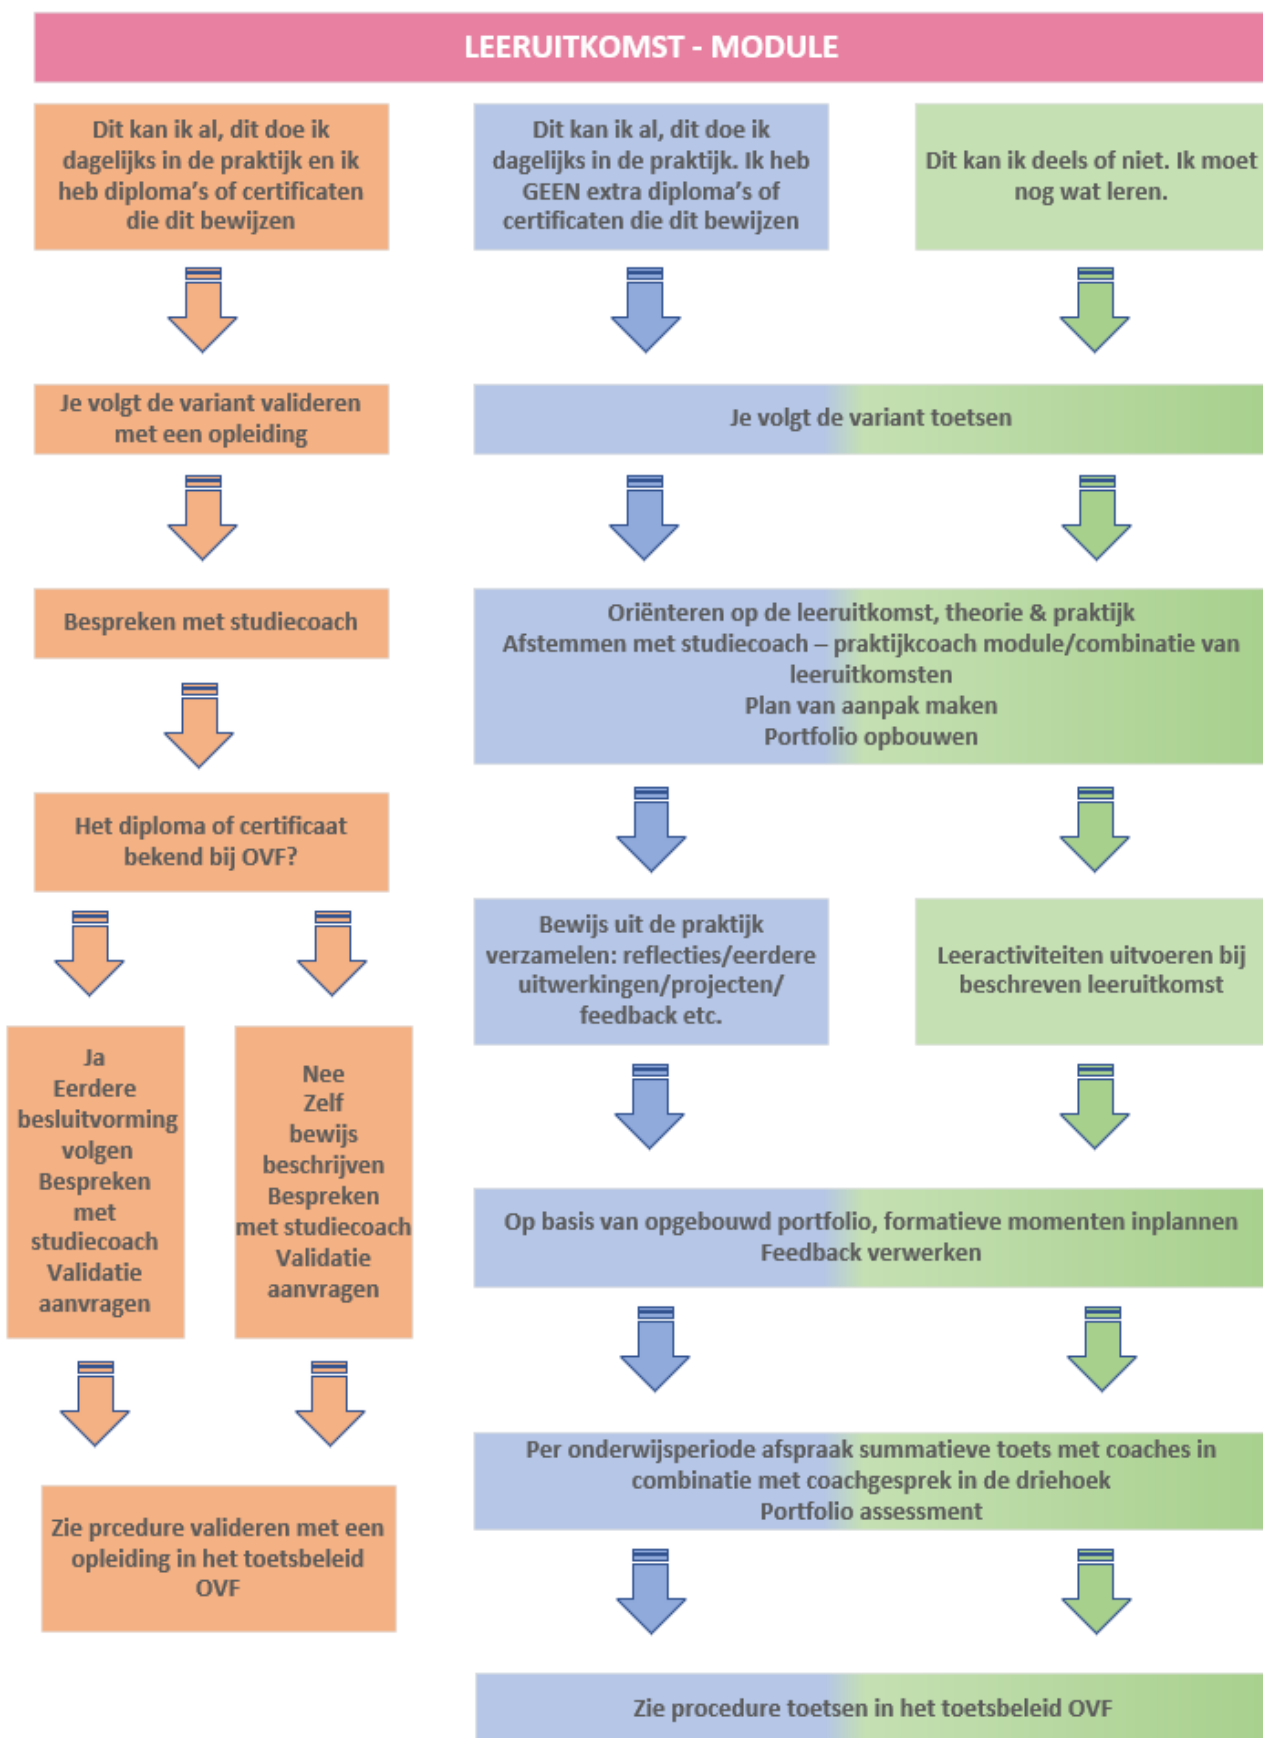 LEERUITKOMST - MODULE
Dit kan ik al, dit doe ik
dagelijks in de praktijk en ik
heb diploma's of certificaten
die dit bewijzen
Dit kan ik al, dit doe ik
dagelijks in de praktijk. Ik heb
GEEN extra diploma's of
certificaten die dit bewijzen
Dit kan ik deels of niet. Ik moet
nog wat leren.
Je volgt de variant valideren
met een opleiding
Je volgt de variant toetsen
Bespreken met studiecoach
Oriënteren op de leeruitkomst, theorie & praktijk
Afstemmen met studiecoach – praktijkcoach module/combinatie van
leeruitkomsten
Plan van aanpak maken
Portfolio opbouwen
Het diploma of certificaat
bekend bij OVF?
Bewijs uit de praktijk
verzamelen: reflecties/eerdere
uitwerkingen/projecten/
feedback etc.
Leeractiviteiten uitvoeren bij
beschreven leeruitkomst
Ja
Eerdere
besluitvorming
volgen
Bespreken
met
studiecoach
Validatie
aanvragen
Nee
Zelf
bewijs
beschrijven
Bespreken
met studiecoach
Validatie
aanvragen
Op basis van opgebouwd portfolio, formatieve momenten inplannen
Feedback verwerken
Per onderwijsperiode afspraak summatieve toets met coaches in
combinatie met coachgesprek in de driehoek
Portfolio assessment
Zie prcedure valideren met een
opleiding in het toetsbeleid
OVF
Zie procedure toetsen in het toetsbeleid OVF